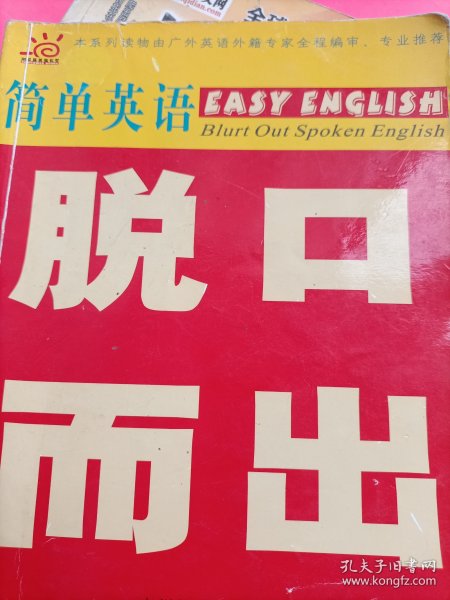 本系列读物由广外英语外籍专家全程编审、专业推荐
简单英语 EASY ENGLISH
Blurt Out Spoken English
脱口
而出
孔夫子旧书网
www.kongfz.com